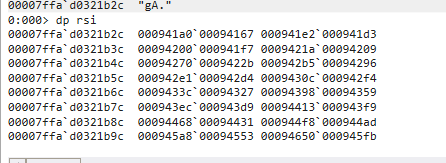 00007ffa`d0321b2c  "gA."
0:000> dp rsi
00007ffa`d0321b2c  000941a0`00094167 000941e2`000941d3
00007ffa`d0321b3c  00094200`000941f7 00094241`00094209
00007ffa`d0321b4c  00094270`0009422b 000942b5`00094296
00007ffa`d0321b5c  000942e1`000942d4 0009430a`000942f4
00007ffa`d0321b6c  0009433c`00094327 00094398`00094359
00007ffa`d0321b7c  000943ec`000943d9 00094413`000943f9
00007ffa`d0321b8c  00094468`00094431 000944f8`000944ad
00007ffa`d0321b9c  000945a8`00094553 00094650`000945fb